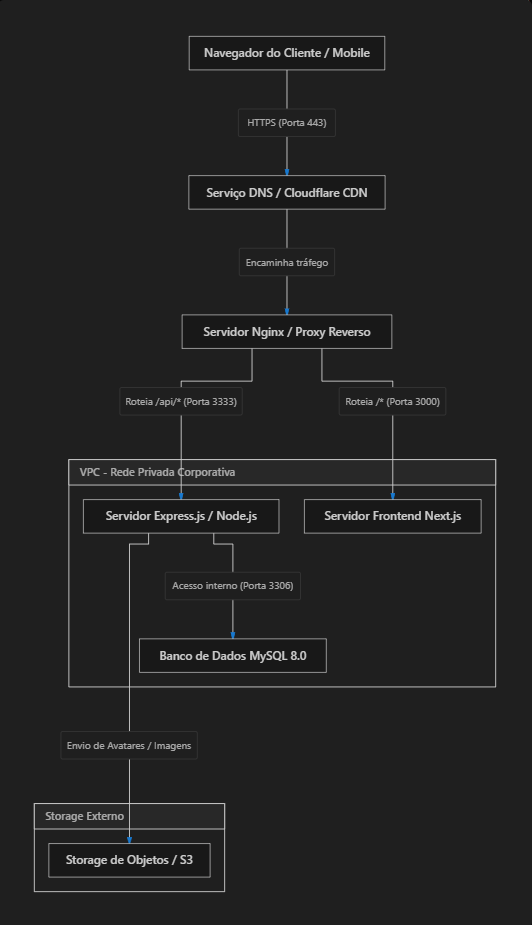 Navegador do Cliente / Mobile
HTTPS (Porta 443)
Serviço DNS / Cloudflare CDN
Encaminha tráfego
Servidor Nginx / Proxy Reverso
Roteia /api/* (Porta 3333)
Roteia /* (Porta 3000)
VPC - Rede Privada Corporativa
Servidor Express.js / Node.js
Servidor Frontend Next.js
Acesso interno (Porta 3306)
Banco de Dados MySQL 8.0
Envio de Avatares / Imagens
Storage Externo
Storage de Objetos / S3